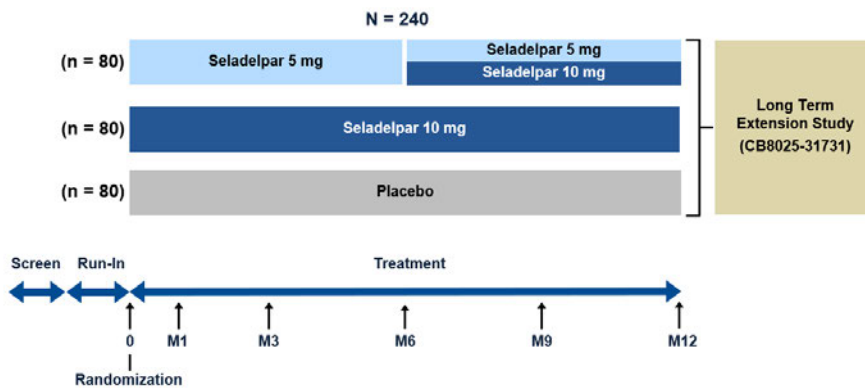 N = 240
(n = 80)
Seladelpar 5 mg
Seladelpar 5 mg
Seladelpar 10 mg
(n = 80)
Seladelpar 10 mg
(n = 80)
Placebo
Long Term
Extension Study
(CB8025-31731)
Screen Run-In Treatment
0 M1 M3 M6 M9 M12
Randomization